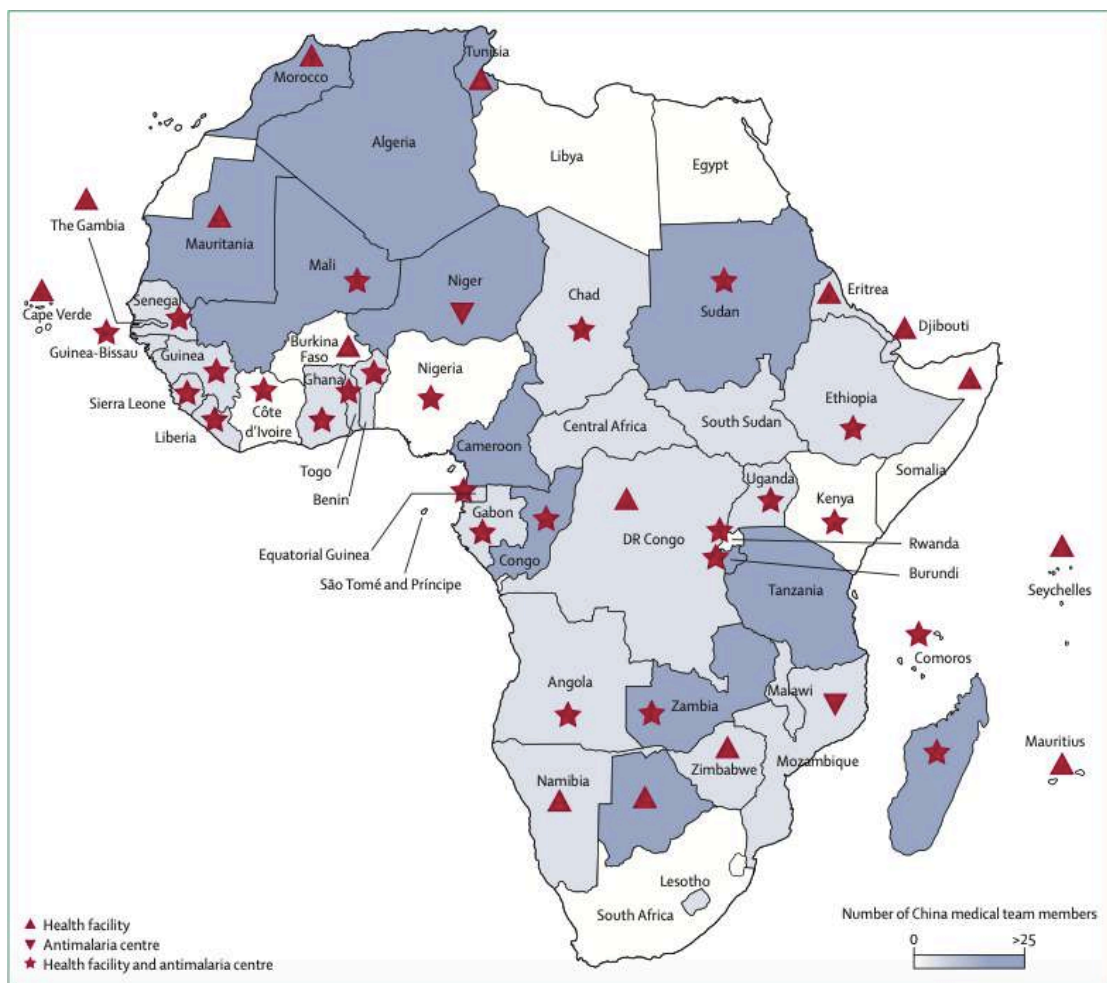 Tunisia
Morocco
Algeria
Libya
Egypt
The Gambia
Mauritania
Mali
Niger
Chad
Sudan
Eritrea
Cape Verde
Senegal
Djibouti
Guinea-Bissau
Guinea
Burkina
Faso
Nigeria
Ghana
Ethiopia
Sierra Leone
Côte
d'Ivoire
Central Africa
South Sudan
Liberia
Cameroon
Somalia
Togo
Benin
Uganda
Kenya
Gabon
DR Congo
Rwanda
Equatorial Guinea
Congo
Burundi
São Tomé and Príncipe
Tanzania
Seychelles
Comoros
Angola
Malawi
Zambia
Mauritius
Mozambique
Zimbabwe
Namibia
Lesotho
South Africa
Number of China medical team members
0 >25
Health facility
Antimalaria centre
Health facility and antimalaria centre